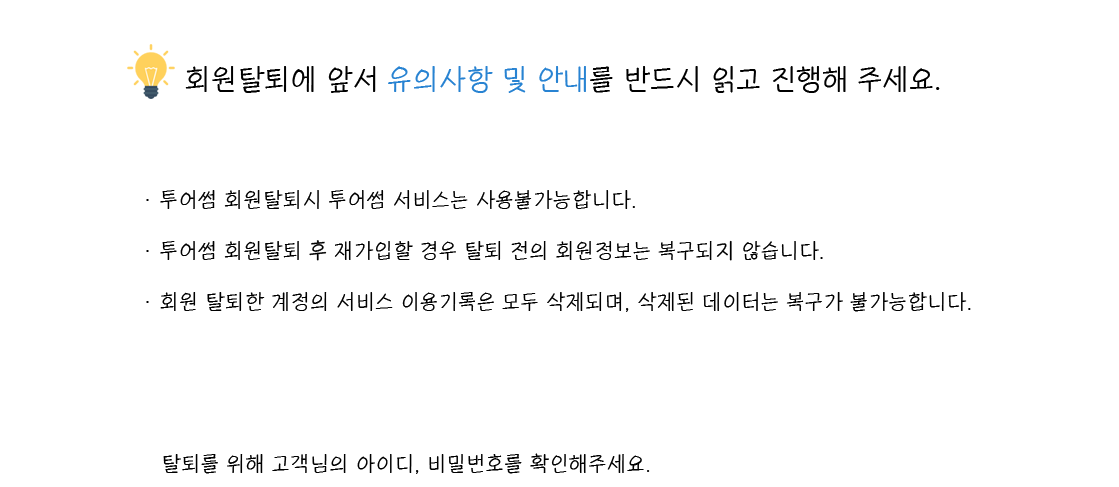 회원탈퇴에 앞서 유의사항 및 안내를 반드시 읽고 진행해 주세요.
· 투어썸 회원탈퇴시 투어썸 서비스는 사용불가능합니다.
· 투어썸 회원탈퇴 후 재가입할 경우 탈퇴 전의 회원정보는 복구되지 않습니다.
· 회원 탈퇴한 계정의 서비스 이용기록은 모두 삭제되며, 삭제된 데이터는 복구가 불가능합니다.
탈퇴를 위해 고객님의 아이디, 비밀번호를 확인해주세요.